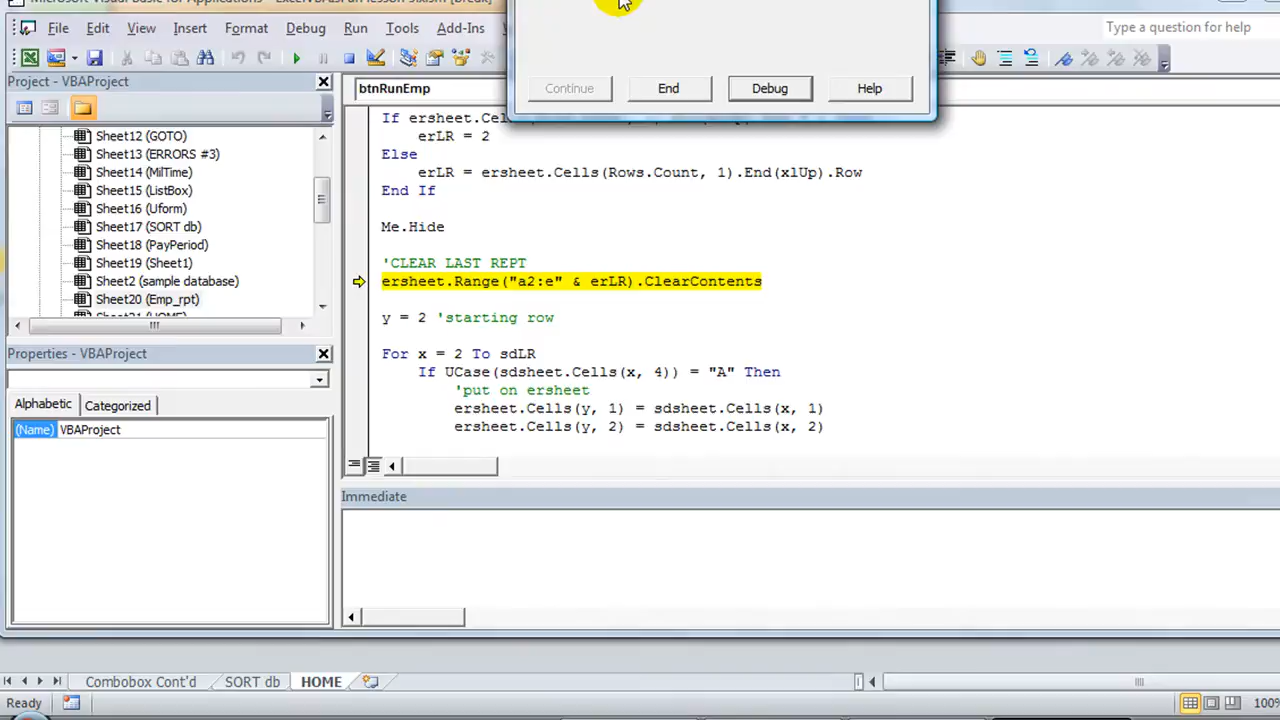 File Edit View Insert Format Debug Run Tools Add-Ins
Type a question for help
Project - VBAProject
btnRunEmp
Continue End Debug Help
Sheet12 (GOTO)
Sheet13 (ERRORS #3)
Sheet14 (MilTime)
Sheet15 (ListBox)
Sheet16 (Uform)
Sheet17 (SORT db)
Sheet18 (PayPeriod)
Sheet19 (Sheet1)
Sheet2 (sample database)
Sheet20 (Emp_rpt)
If ersheet.Cel
erLR = 2
Else
erLR = ersheet.Cells(Rows.Count, 1).End(xlUp).Row
End If
Me.Hide
'CLEAR LAST REPT
ersheet.Range("a2:e" & erLR).ClearContents
y = 2 'starting row
For x = 2 To sdLR
If UCase(sdsheet.Cells(x, 4)) = "A" Then
'put on ersheet
ersheet.Cells(y, 1) = sdsheet.Cells(x, 1)
ersheet.Cells(y, 2) = sdsheet.Cells(x, 2)
Properties - VBAProject
Alphabetic Categorized
(Name) VBAProject
Immediate
Combobox Cont'd SORT db HOME
Ready
100%